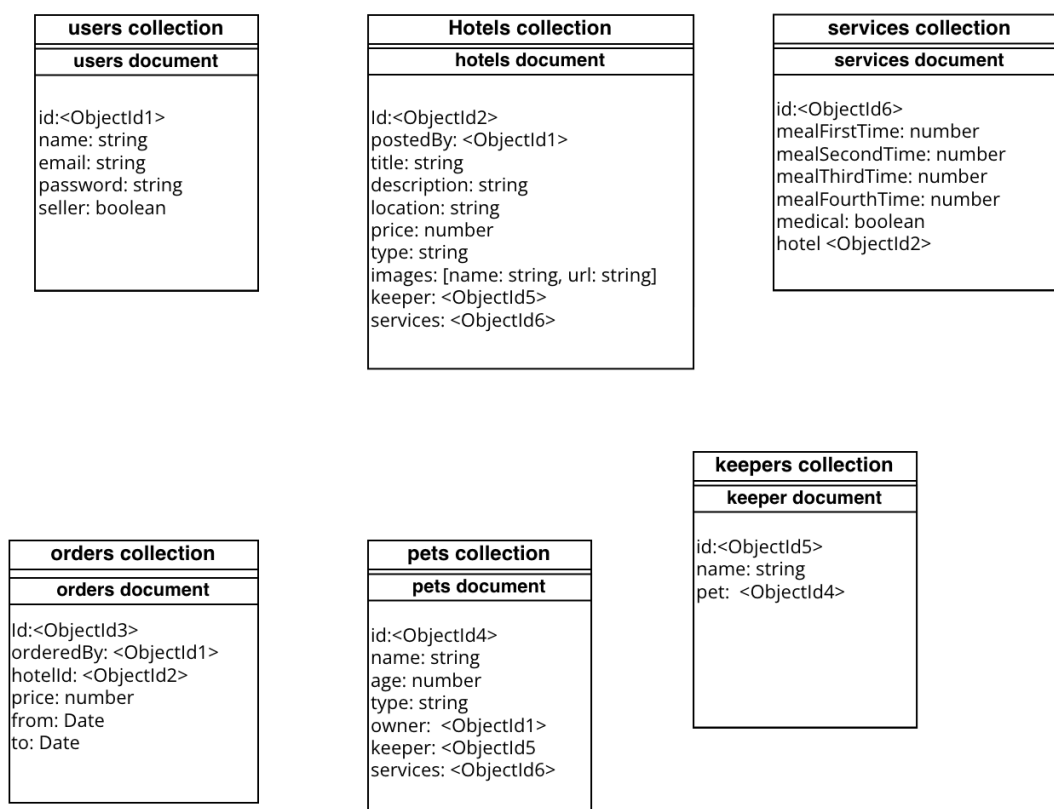 users collection
users document
id:<ObjectId1>
name: string
email: string
password: string
seller: boolean
Hotels collection
hotels document
Id:<ObjectId2>
postedBy: <ObjectId1>
title: string
description: string
location: string
price: number
type: string
images: [name: string, url: string]
keeper: <ObjectId5>
services: <ObjectId6>
services collection
services document
id:<ObjectId6>
mealFirstTime: number
mealSecondTime: number
mealThirdTime: number
mealFourthTime: number
medical: boolean
hotel <ObjectId2>
orders collection
orders document
Id:<ObjectId3>
orderedBy: <ObjectId1>
hotelId: <ObjectId2>
price: number
from: Date
to: Date
pets collection
pets document
id:<ObjectId4>
name: string
age: number
type: string
owner:  <ObjectId1>
keeper: <ObjectId5
services: <ObjectId6>
keepers collection
keeper document
id:<ObjectId5>
name: string
pet:  <ObjectId4>